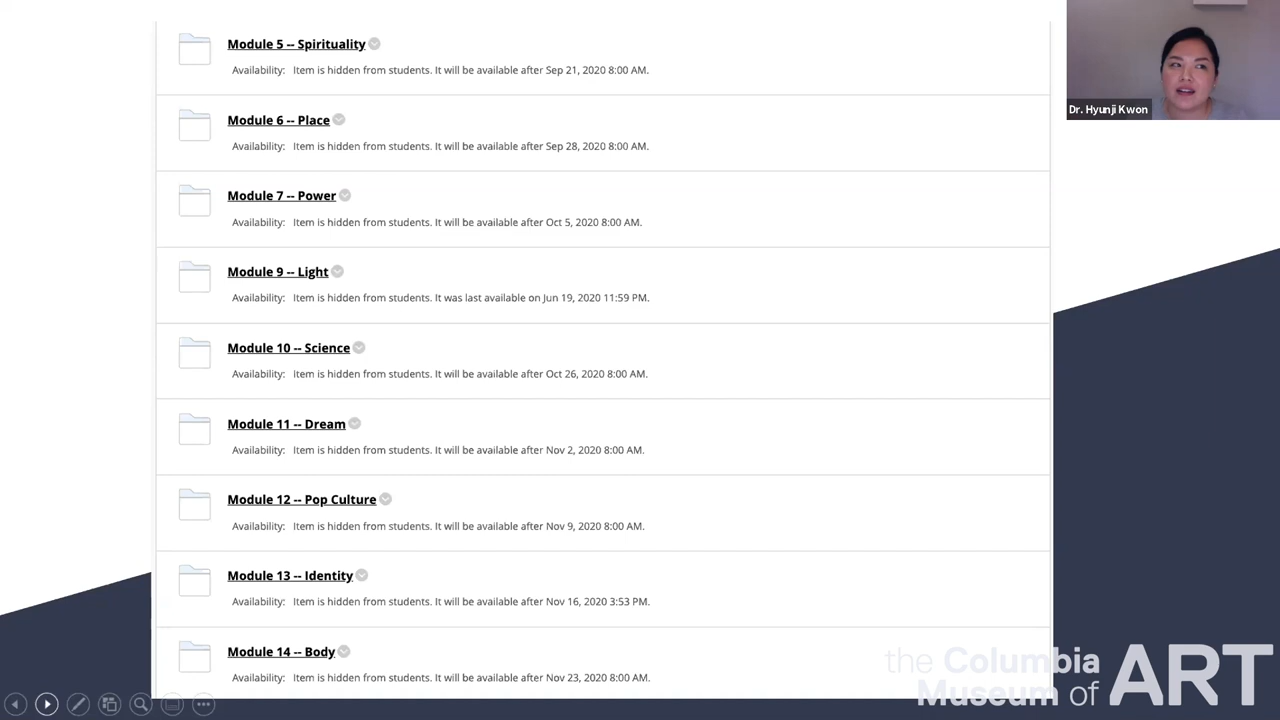 Module 5 -- Spirituality
Availability: Item is hidden from students. It will be available after Sep 21, 2020 8:00 AM.
Dr. Hyunji Kwon
Module 6 -- Place
Availability: Item is hidden from students. It will be available after Sep 28, 2020 8:00 AM.
Module 7 -- Power
Availability: Item is hidden from students. It will be available after Oct 5, 2020 8:00 AM.
Module 9 -- Light
Availability: Item is hidden from students. It was last available on Jun 19, 2020 11:59 PM.
Module 10 -- Science
Availability: Item is hidden from students. It will be available after Oct 26, 2020 8:00 AM.
Module 11 -- Dream
Availability: Item is hidden from students. It will be available after Nov 2, 2020 8:00 AM.
Module 12 -- Pop Culture
Availability: Item is hidden from students. It will be available after Nov 9, 2020 8:00 AM.
Module 13 -- Identity
Availability: Item is hidden from students. It will be available after Nov 16, 2020 3:53 PM.
Module 14 -- Body
Availability: Item is hidden from students. It will be available after Nov 23, 2020 8:00 AM.
the Columbia
Museum of ART